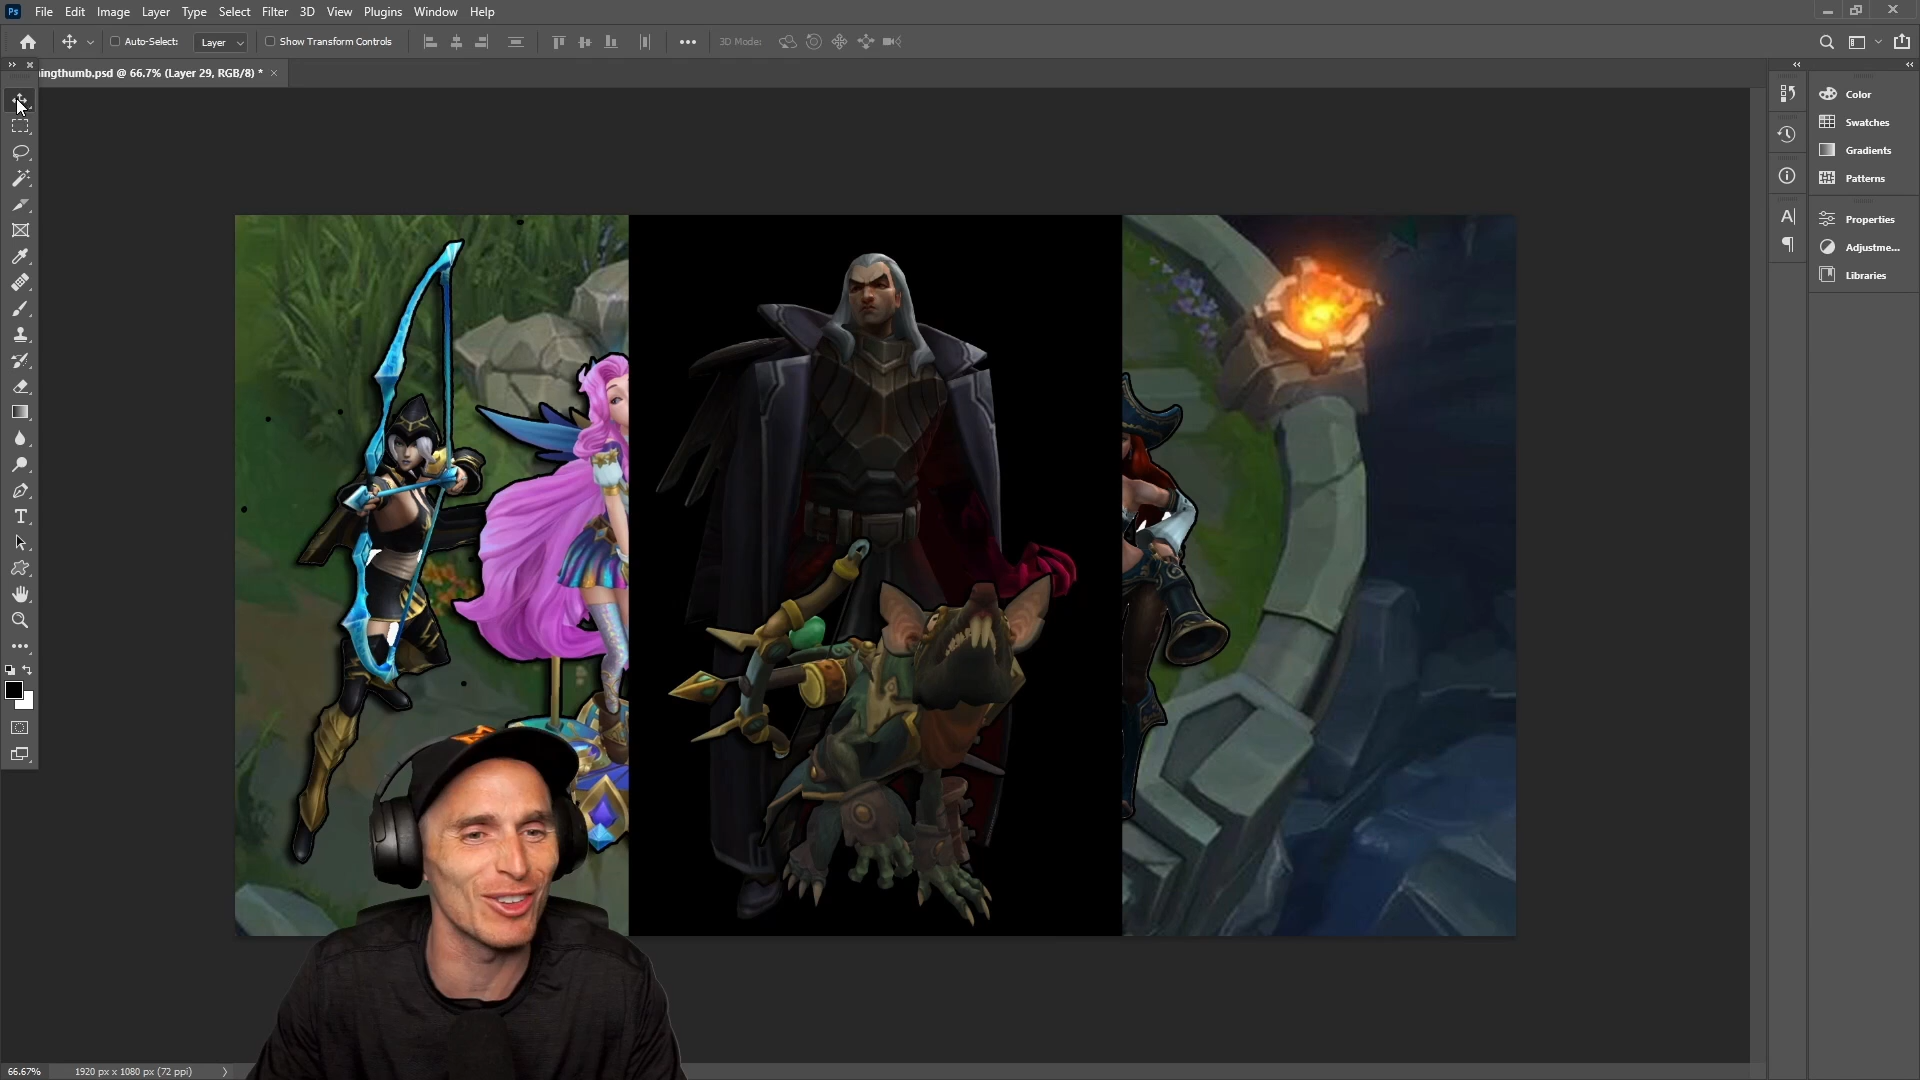 Ps File Edit Image Layer Type Select Filter 3D View Plugins Window Help
Auto-Select: Layer Show Transform Controls 3D Mode:
ingthumb.psd @ 66.7% (Layer 29, RGB/8) *
Color
Swatches
Gradients
Patterns
Properties
Adjustme...
Libraries
66.67% 1920 px x 1080 px (72 ppi)